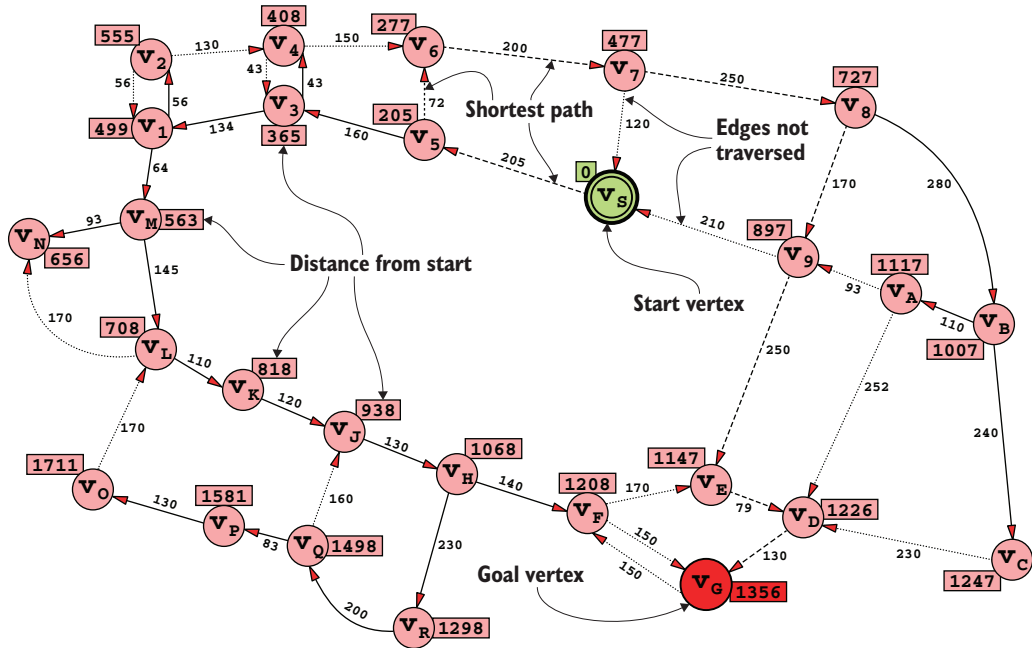 408
555
130
V4
150
277
V6
200
477
V7
250
727
V8
V2
56
56
43
43
72
499
V1
134
V3
365
160
205
V5
Shortest path
120
Edges not
traversed
64
205
0
VS
210
170
280
VN
656
93
VM
563
145
Distance from start
Start vertex
897
V9
93
1117
VA
110
VB
1007
170
708
VL
110
818
VK
120
938
VJ
130
250
252
240
170
1068
VH
140
1711
VO
130
1581
VP
83
160
VQ
1498
1208
VF
170
1147
VE
79
VD
1226
230
VC
1247
230
150
150
130
Goal vertex
VG
1356
200
VR
1298